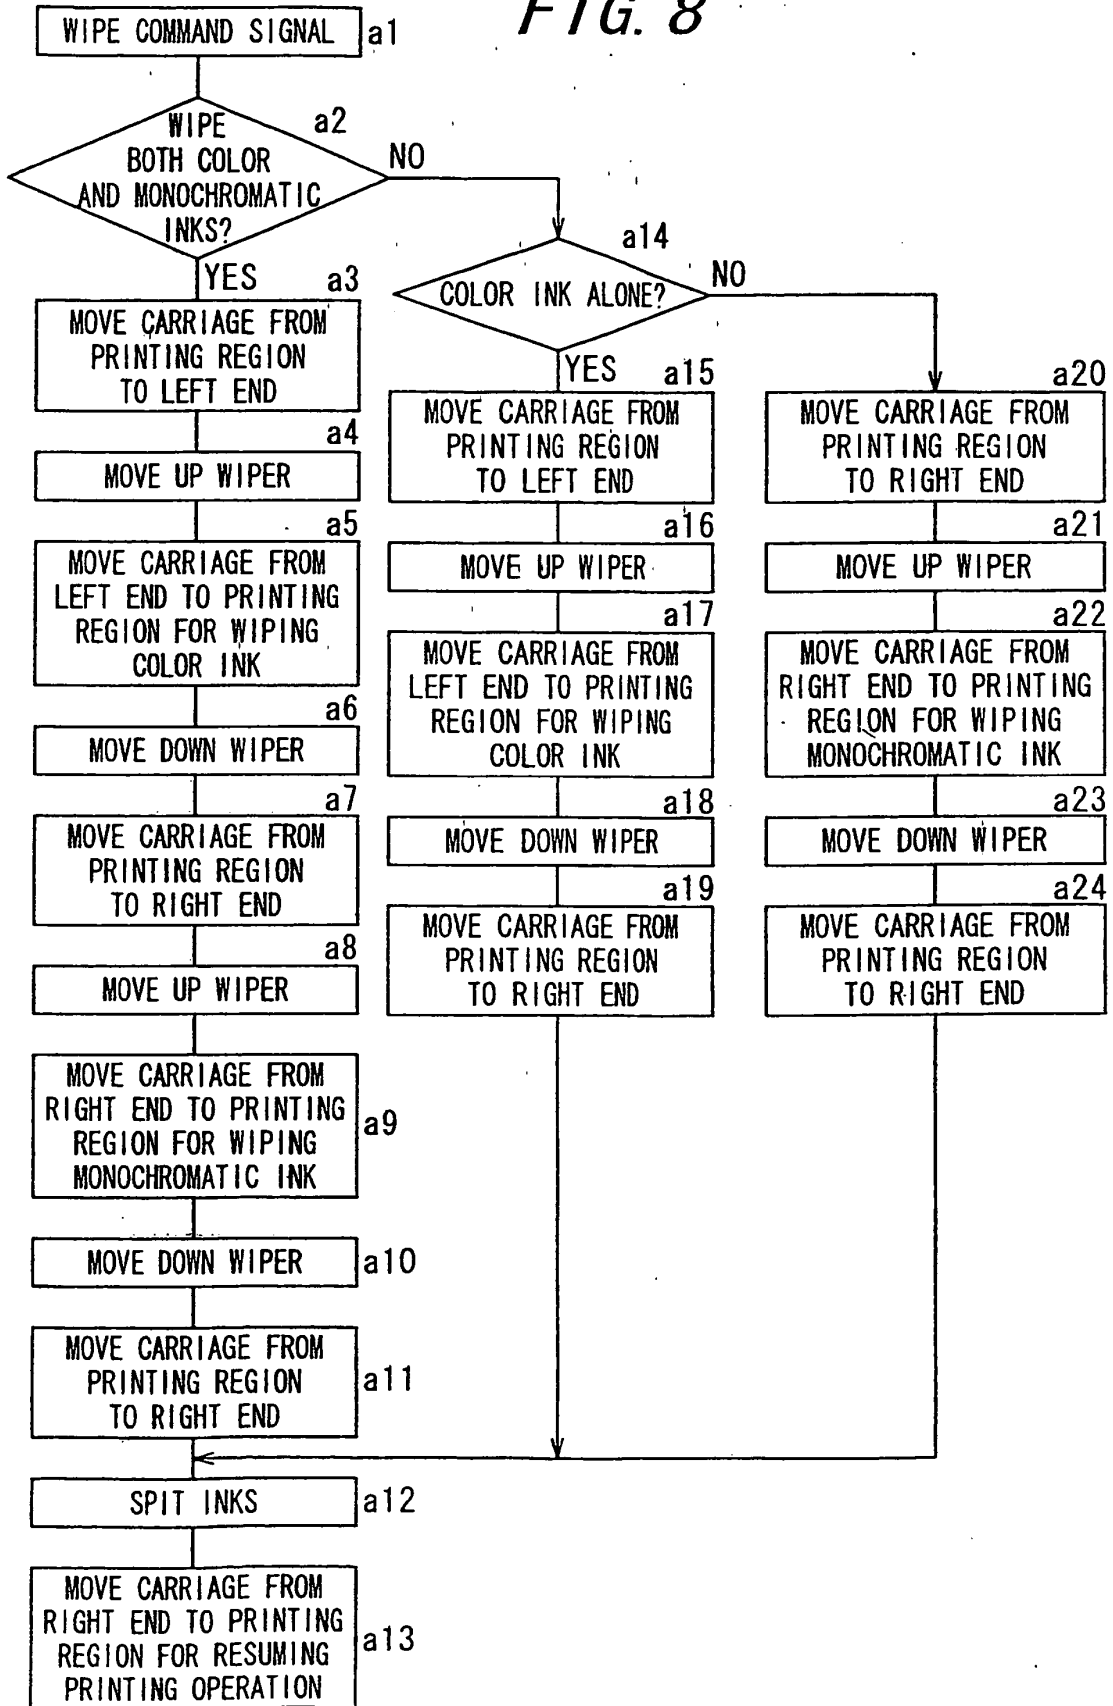 FIG. 8
WIPE COMMAND SIGNAL
a1
a2
WIPE
BOTH COLOR
AND MONOCHROMATIC
INKS?
NO
YES
a3
MOVE CARRIAGE FROM
PRINTING REGION
TO LEFT END
a4
MOVE UP WIPER
a5
MOVE CARRIAGE FROM
LEFT END TO PRINTING
REGION FOR WIPING
COLOR INK
a6
MOVE DOWN WIPER
a7
MOVE CARRIAGE FROM
PRINTING REGION
TO RIGHT END
a8
MOVE UP WIPER
MOVE CARRIAGE FROM
RIGHT END TO PRINTING
REGION FOR WIPING
MONOCHROMATIC INK
a9
MOVE DOWN WIPER
a10
MOVE CARRIAGE FROM
PRINTING REGION
TO RIGHT END
a11
SPIT INKS
a12
MOVE CARRIAGE FROM
RIGHT END TO PRINTING
REGION FOR RESUMING
PRINTING OPERATION
a13
a14
COLOR INK ALONE?
NO
YES
a15
MOVE CARRIAGE FROM
PRINTING REGION
TO LEFT END
a16
MOVE UP WIPER
a17
MOVE CARRIAGE FROM
LEFT END TO PRINTING
REGION FOR WIPING
COLOR INK
a18
MOVE DOWN WIPER
a19
MOVE CARRIAGE FROM
PRINTING REGION
TO RIGHT END
a20
MOVE CARRIAGE FROM
PRINTING REGION
TO RIGHT END
a21
MOVE UP WIPER
a22
MOVE CARRIAGE FROM
RIGHT END TO PRINTING
REGION FOR WIPING
MONOCHROMATIC INK
a23
MOVE DOWN WIPER
a24
MOVE CARRIAGE FROM
PRINTING REGION
TO RIGHT END